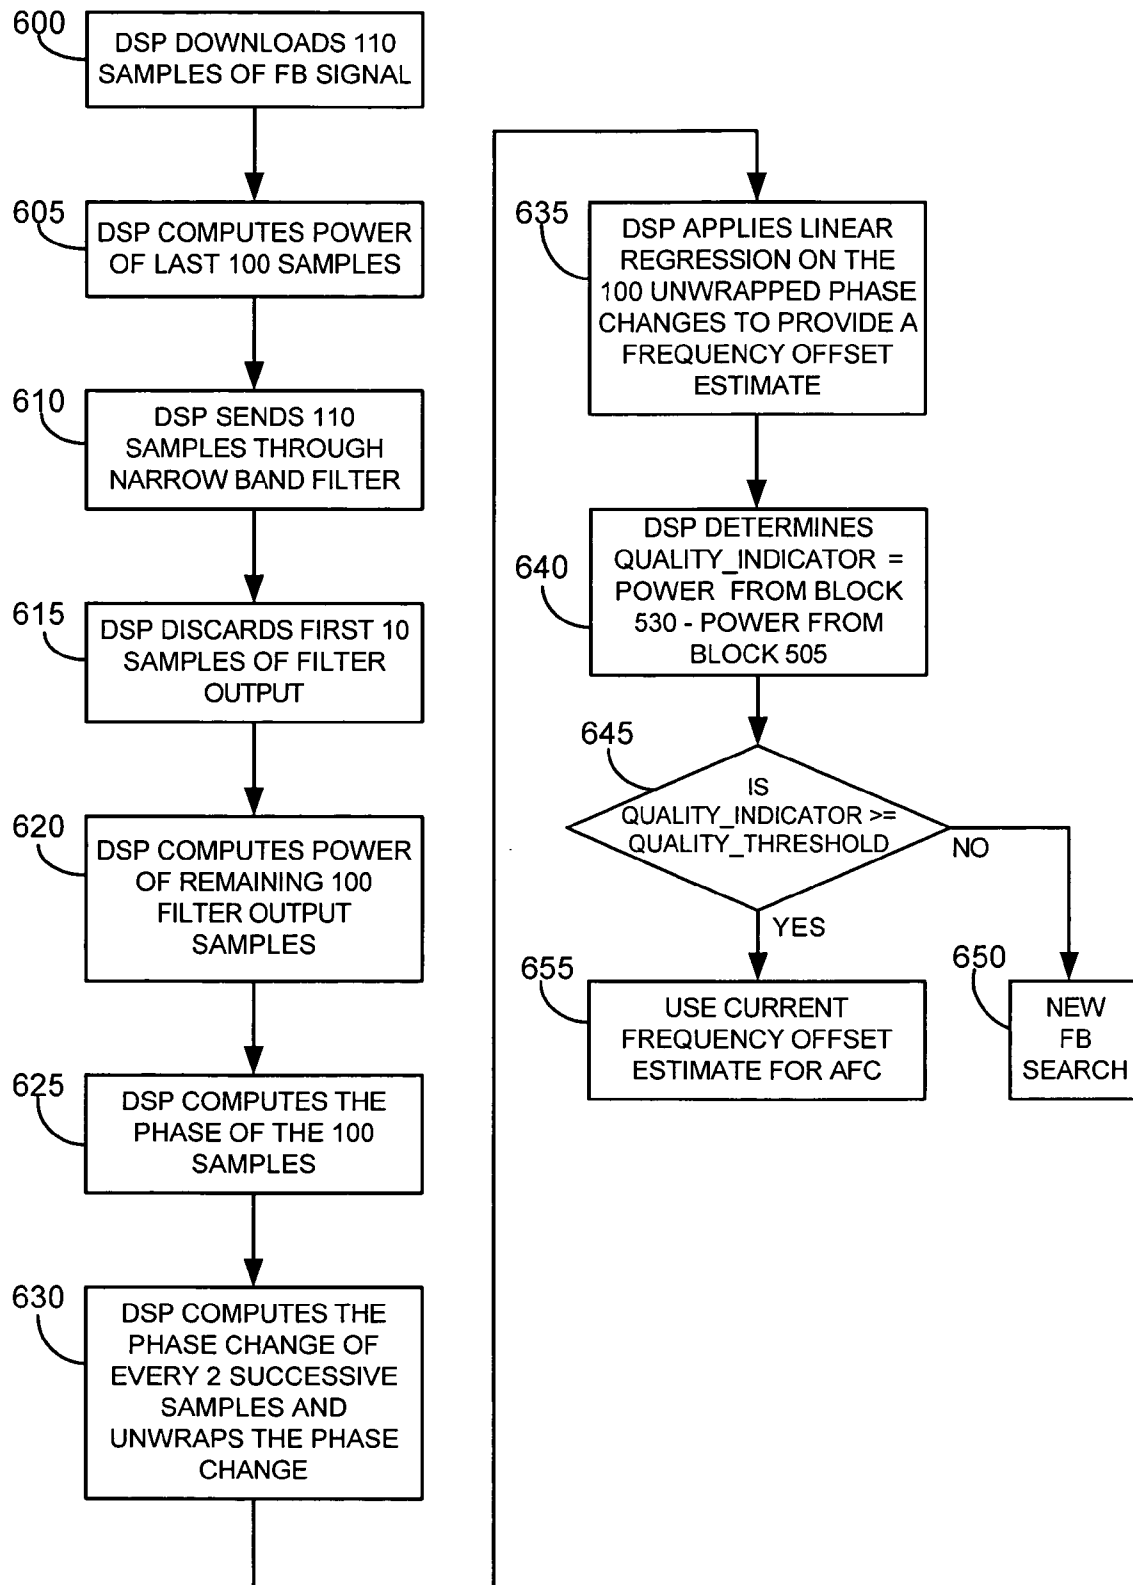 600
DSP DOWNLOADS 110
SAMPLES OF FB SIGNAL
605
DSP COMPUTES POWER
OF LAST 100 SAMPLES
610
DSP SENDS 110
SAMPLES THROUGH
NARROW BAND FILTER
615
DSP DISCARDS FIRST 10
SAMPLES OF FILTER
OUTPUT
620
DSP COMPUTES POWER
OF REMAINING 100
FILTER OUTPUT
SAMPLES
625
DSP COMPUTES THE
PHASE OF THE 100
SAMPLES
630
DSP COMPUTES THE
PHASE CHANGE OF
EVERY 2 SUCCESSIVE
SAMPLES AND
UNWRAPS THE PHASE
CHANGE
635
DSP APPLIES LINEAR
REGRESSION ON THE
100 UNWRAPPED PHASE
CHANGES TO PROVIDE A
FREQUENCY OFFSET
ESTIMATE
640
DSP DETERMINES
QUALITY_INDICATOR =
POWER FROM BLOCK
530 - POWER FROM
BLOCK 505
645
IS
QUALITY_INDICATOR >=
QUALITY_THRESHOLD
NO
YES
655
USE CURRENT
FREQUENCY OFFSET
ESTIMATE FOR AFC
650
NEW
FB
SEARCH